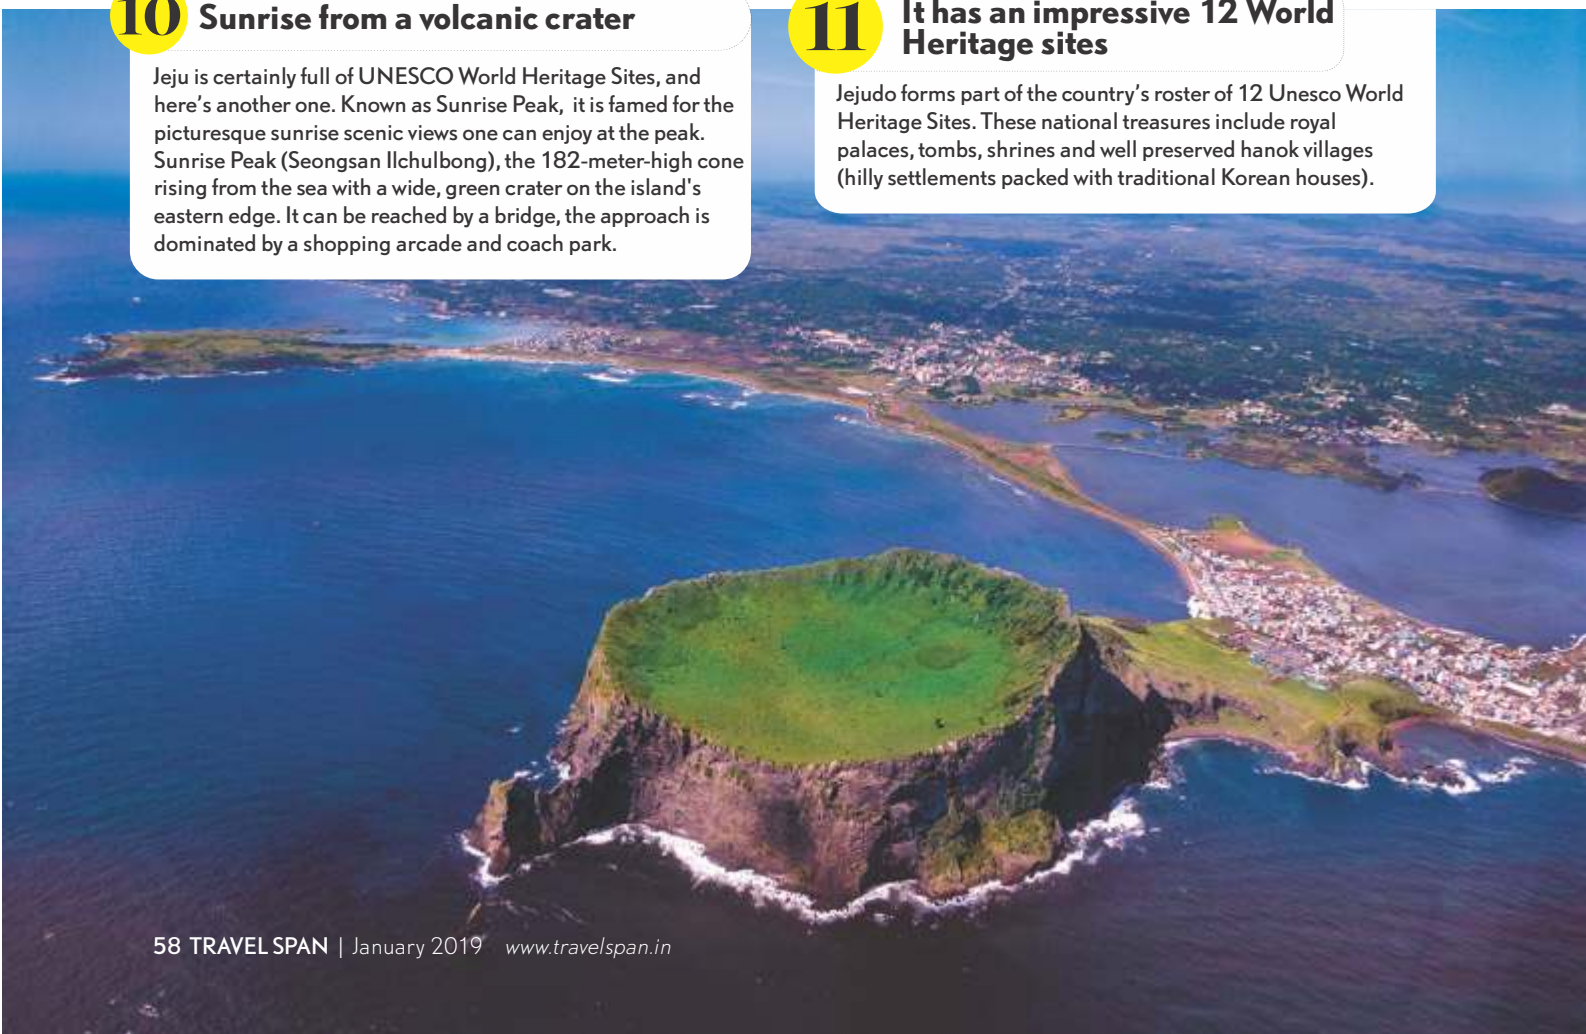 10
Sunrise from a volcanic crater
Jeju is certainly full of UNESCO World Heritage Sites, and
here's another one. Known as Sunrise Peak, it is famed for the
picturesque sunrise scenic views one can enjoy at the peak.
Sunrise Peak (Seongsan Ilchulbong), the 182-meter-high cone
rising from the sea with a wide, green crater on the island's
eastern edge. It can be reached by a bridge, the approach is
dominated by a shopping arcade and coach park.
11
It has an impressive 12 World
Heritage sites
Jejudo forms part of the country's roster of 12 Unesco World
Heritage Sites. These national treasures include royal
palaces, tombs, shrines and well preserved hanok villages
(hilly settlements packed with traditional Korean houses).
58 TRAVEL SPAN | January 2019 www.travelspan.in